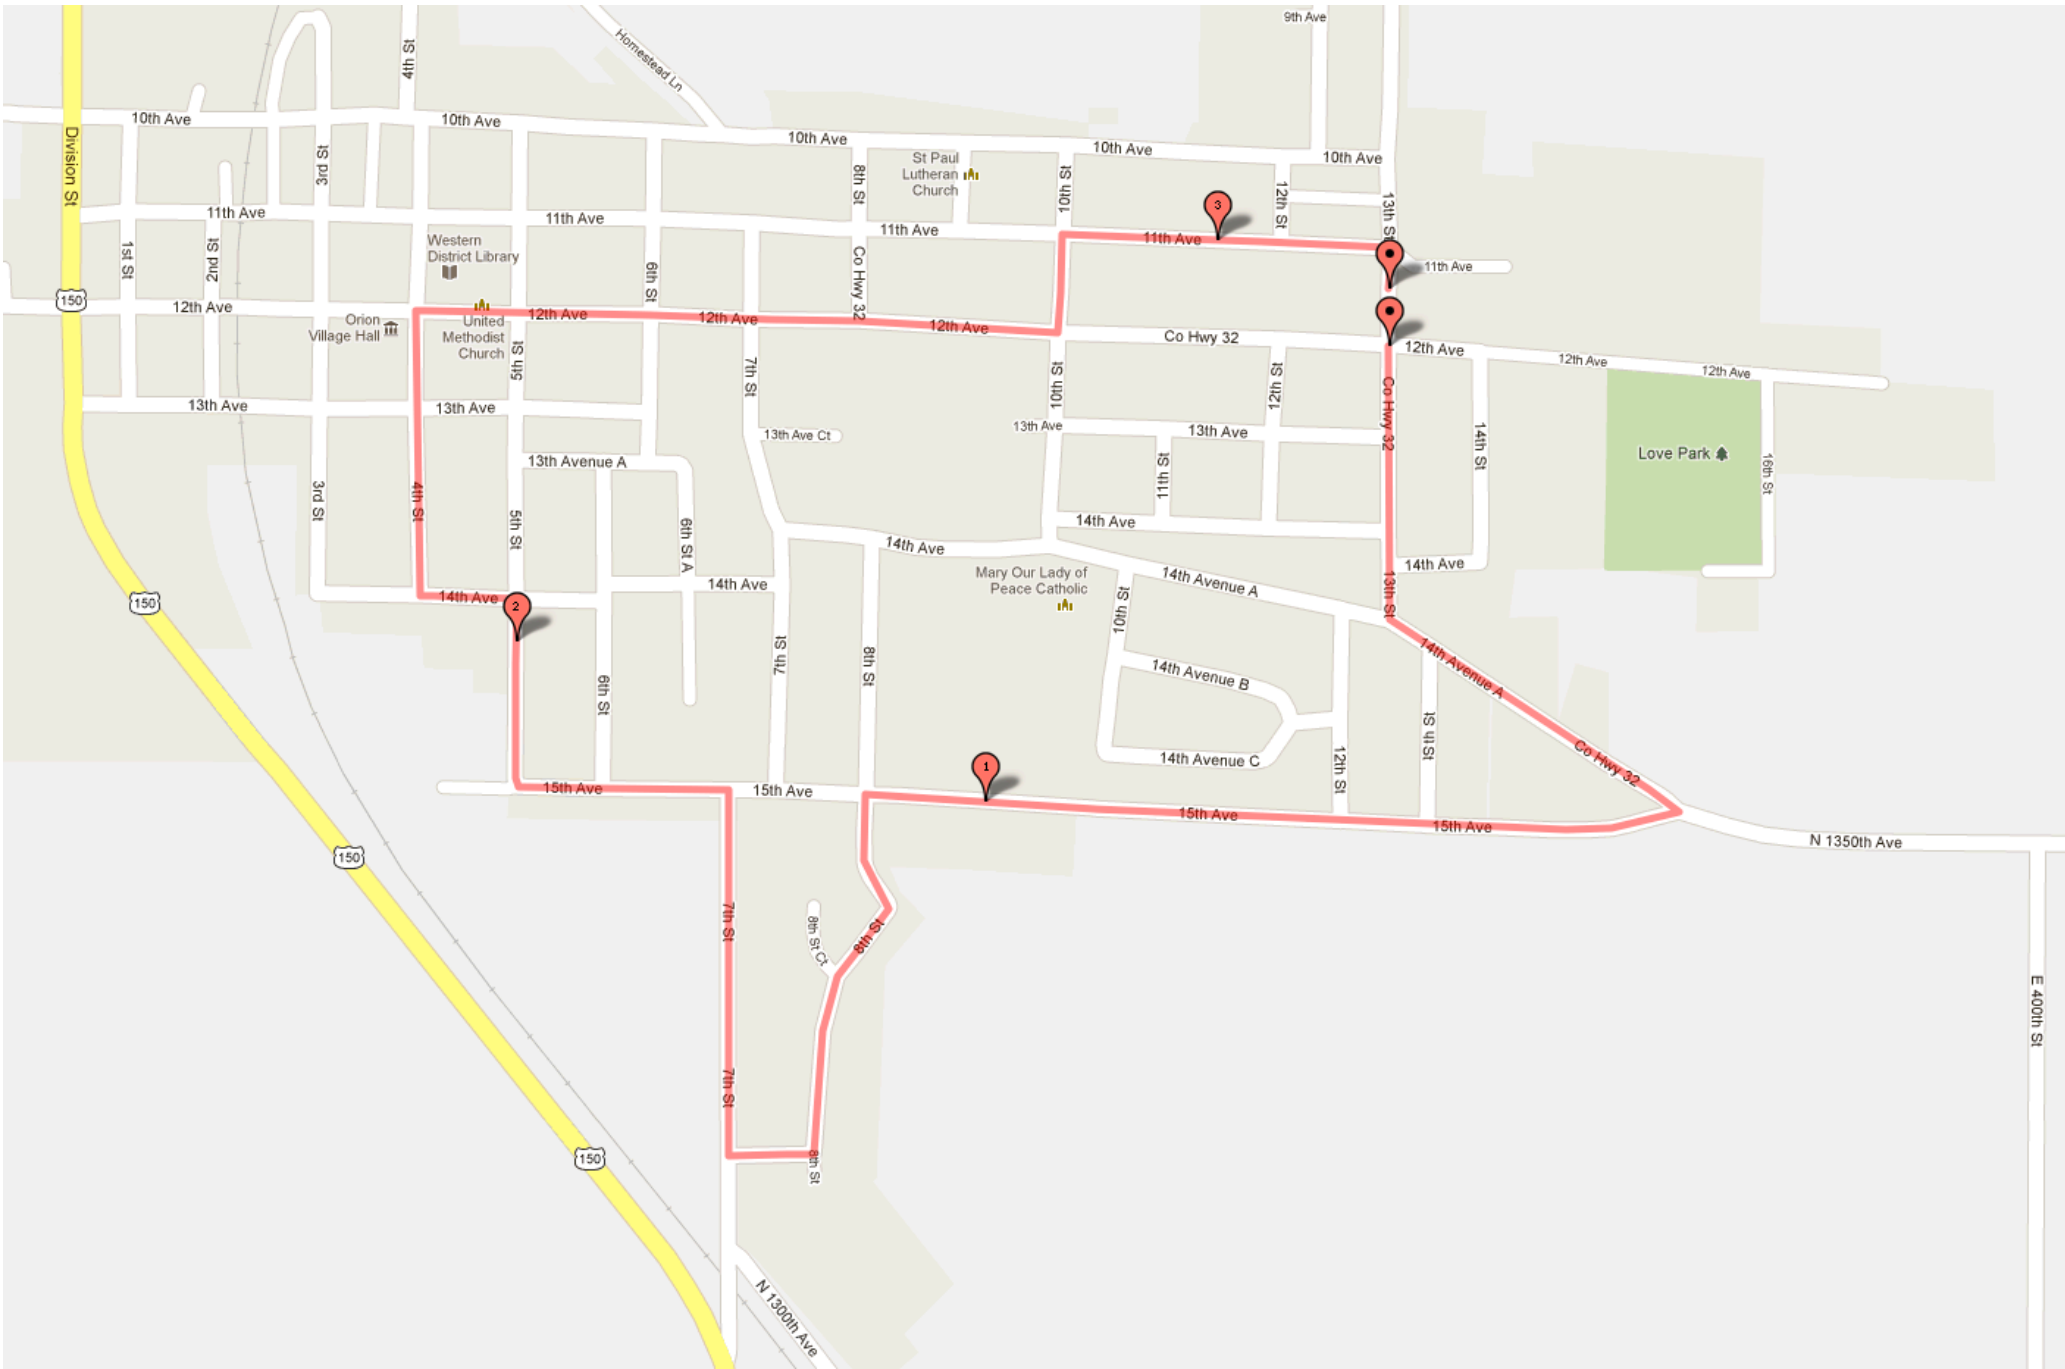 9th Ave
Homestead Ln
4th St
10th Ave
10th Ave
10th Ave
10th Ave
10th Ave
Division St
3rd St
St Paul
Lutheran
Church
8th St
10th St
12th St
13th St
3
11th Ave
11th Ave
11th Ave
11th Ave
11th Ave
1st St
2nd St
Western
District Library
6th St
Co Hwy 32
150
12th Ave
Orion
Village Hall
United
Methodist
Church
12th Ave
12th Ave
12th Ave
Co Hwy 32
12th Ave
12th Ave
12th Ave
5th St
7th St
10th St
12th St
Co Hwy 32
13th Ave
13th Ave
13th Ave Ct
13th Ave
13th Ave
14th St
Love Park
16th St
13th Avenue A
11th St
3rd St
4th St
5th St
6th St A
14th Ave
14th Ave
14th Ave
14th Ave
Mary Our Lady of
Peace Catholic
14th Avenue A
13th St
10th St
150
14th Ave
2
7th St
8th St
6th St
14th Avenue B
14th Avenue A
11th St
14th Avenue C
12th St
Co Hwy 32
1
15th Ave
15th Ave
15th Ave
15th Ave
N 1350th Ave
150
7th St
8th St Ct
8th St
E 400th St
7th St
150
8th St
N 1300th Ave